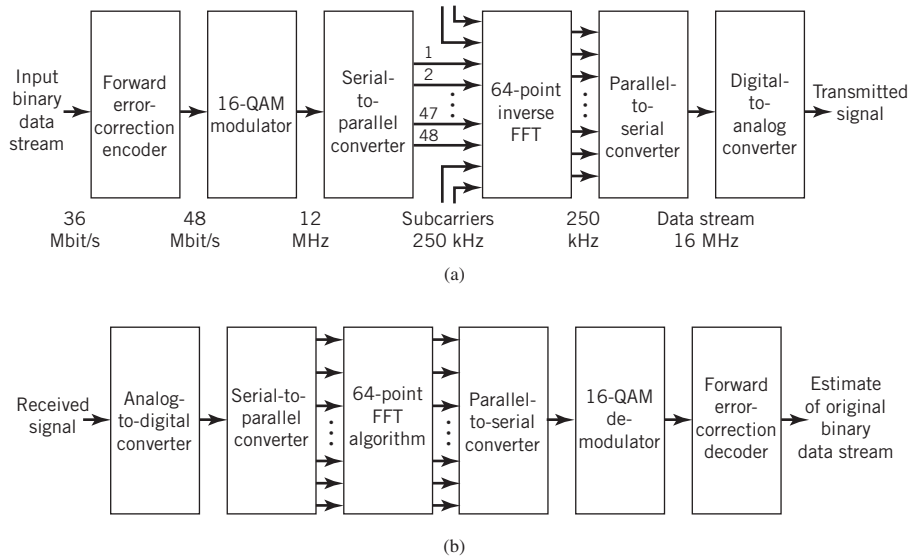 Input
binary
data
stream
Forward
error-
correction
encoder
16-QAM
modulator
Serial-
to-
parallel
converter
1
2
47
48
64-point
inverse
FFT
Parallel-
to-
serial
converter
Digital-
to-
analog
converter
Transmitted
signal
36
Mbit/s
48
Mbit/s
12
MHz
Subcarriers
250 kHz
250
kHz
Data stream
16 MHz
(a)
Received
signal
Analog-
to-digital
converter
Serial-to-
parallel
converter
64-point
FFT
algorithm
Parallel-
to-serial
converter
16-QAM
de-
modulator
Forward
error-
correction
decoder
Estimate
of original
binary
data stream
(b)